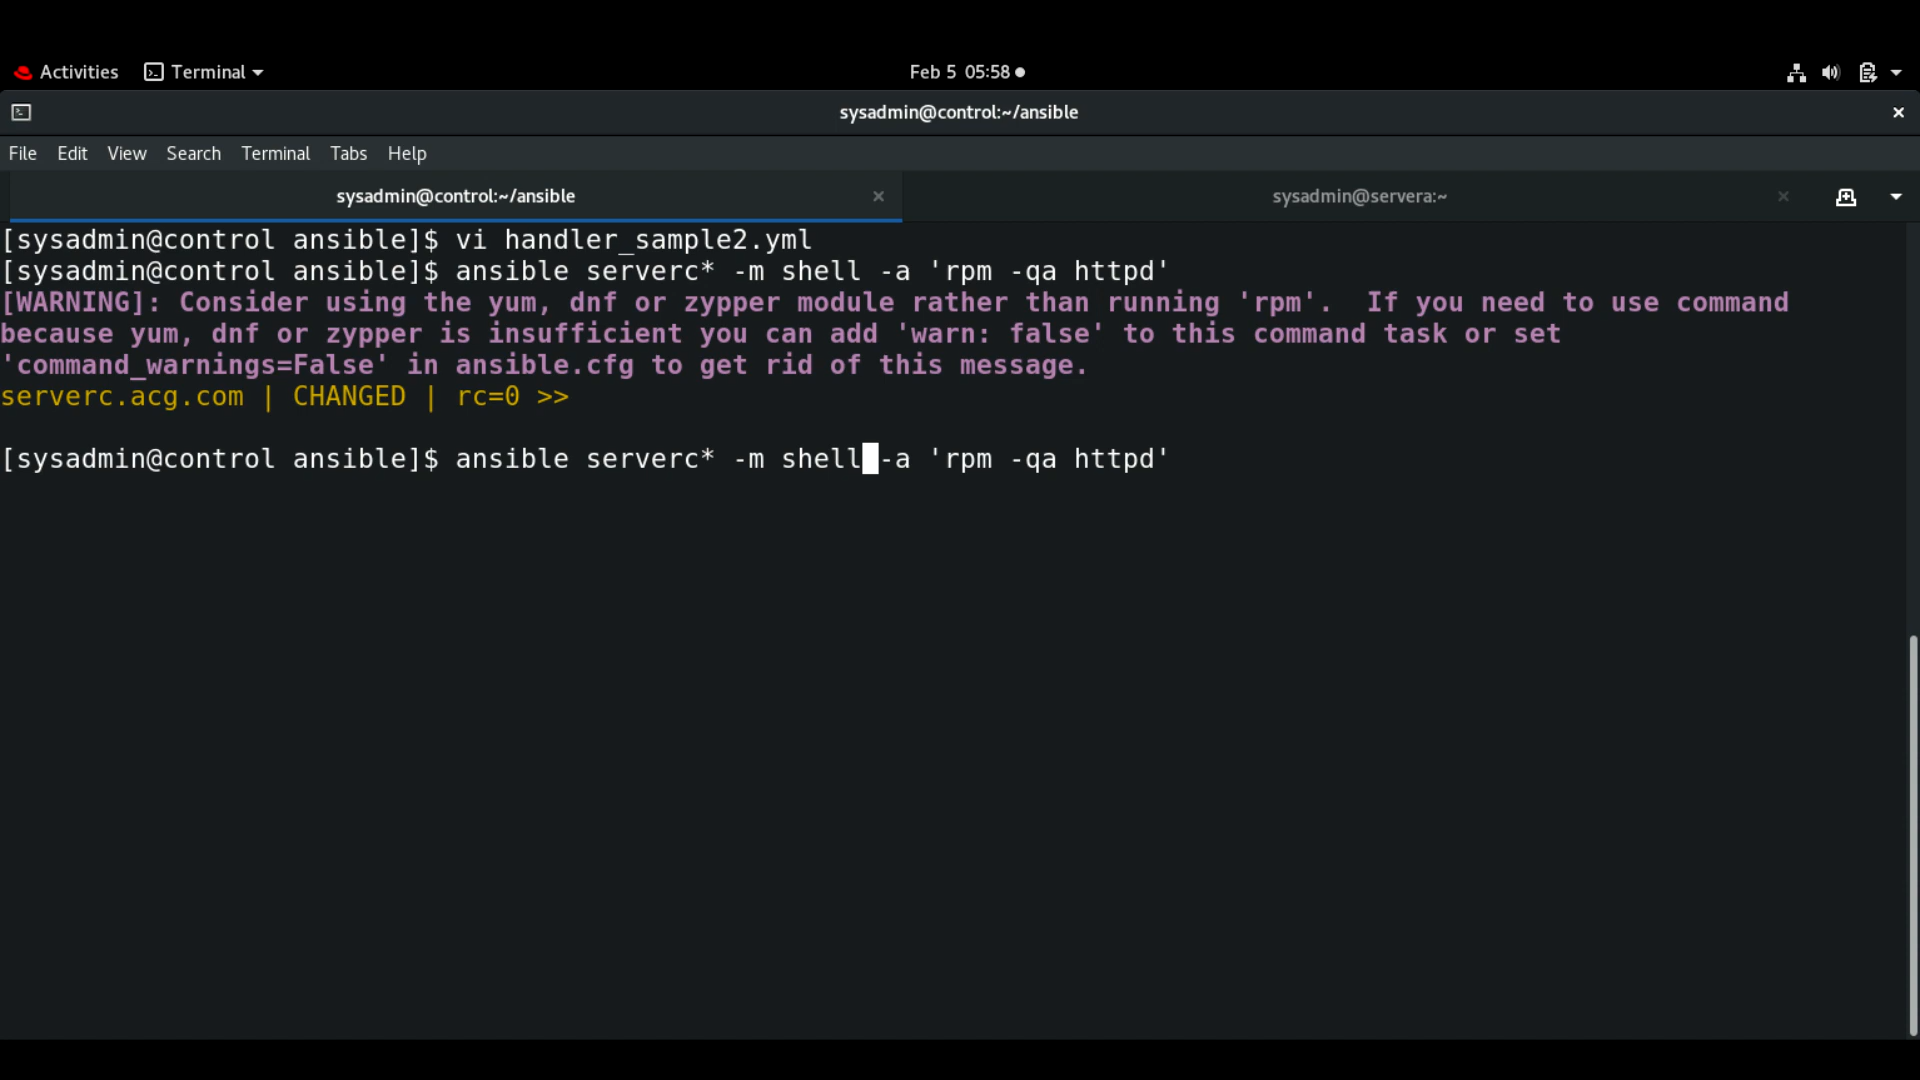 Activities Terminal Feb 5 05:58
sysadmin@control:~/ansible
File Edit View Search Terminal Tabs Help
sysadmin@control:~/ansible sysadmin@servera:~
[sysadmin@control ansible]$ vi handler_sample2.yml
[sysadmin@control ansible]$ ansible serverc* -m shell -a 'rpm -qa httpd'
[WARNING]: Consider using the yum, dnf or zypper module rather than running 'rpm'.  If you need to use command
because yum, dnf or zypper is insufficient you can add 'warn: false' to this command task or set
'command_warnings=False' in ansible.cfg to get rid of this message.
serverc.acg.com | CHANGED | rc=0 >>
[sysadmin@control ansible]$ ansible serverc* -m shell -a 'rpm -qa httpd'